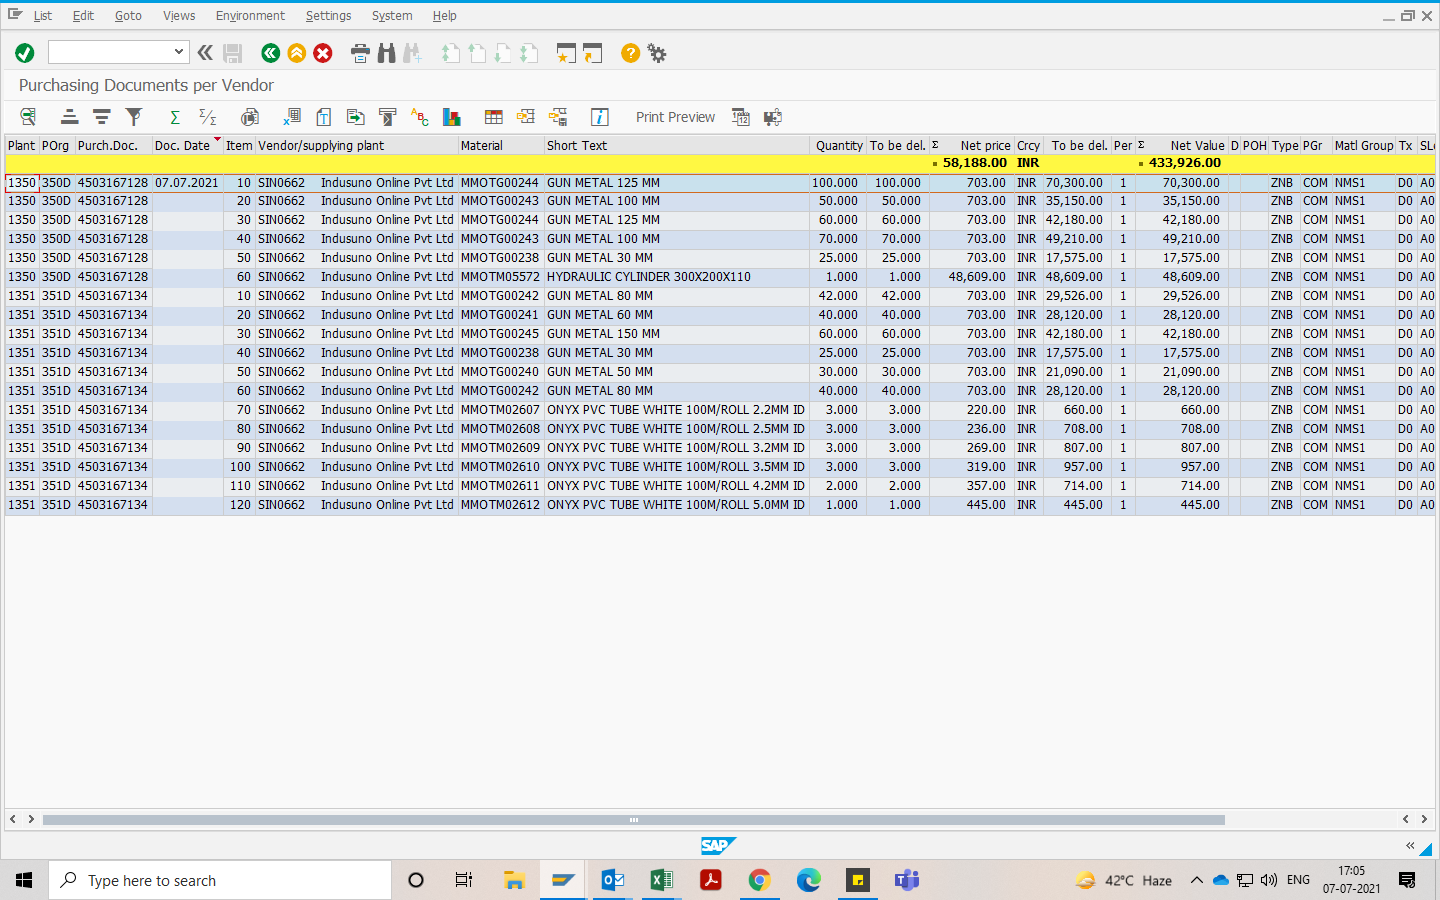 List Edit Goto Views Environment Settings System Help
Purchasing Documents per Vendor
Print Preview
Plant POrg Purch.Doc. Doc. Date Item Vendor/supplying plant Material Short Text Quantity To be del. Σ Net price Crcy To be del. Per Σ Net Value D POH Type PGr Matl Group Tx SLo
58,188.00 INR 433,926.00
1350 350D 4503167128 07.07.2021 10 SIN0662 Indusuno Online Pvt Ltd MMOTG00244 GUN METAL 125 MM 100.000 100.000 703.00 INR 70,300.00 1 70,300.00 ZNB COM NMS1 D0 A0
1350 350D 4503167128 20 SIN0662 Indusuno Online Pvt Ltd MMOTG00243 GUN METAL 100 MM 50.000 50.000 703.00 INR 35,150.00 1 35,150.00 ZNB COM NMS1 D0 A0
1350 350D 4503167128 30 SIN0662 Indusuno Online Pvt Ltd MMOTG00244 GUN METAL 125 MM 60.000 60.000 703.00 INR 42,180.00 1 42,180.00 ZNB COM NMS1 D0 A0
1350 350D 4503167128 40 SIN0662 Indusuno Online Pvt Ltd MMOTG00243 GUN METAL 100 MM 70.000 70.000 703.00 INR 49,210.00 1 49,210.00 ZNB COM NMS1 D0 A0
1350 350D 4503167128 50 SIN0662 Indusuno Online Pvt Ltd MMOTG00238 GUN METAL 30 MM 25.000 25.000 703.00 INR 17,575.00 1 17,575.00 ZNB COM NMS1 D0 A0
1350 350D 4503167128 60 SIN0662 Indusuno Online Pvt Ltd MMOTM05572 HYDRAULIC CYLINDER 300X200X110 1.000 1.000 48,609.00 INR 48,609.00 1 48,609.00 ZNB COM NMS1 D0 A0
1351 351D 4503167134 10 SIN0662 Indusuno Online Pvt Ltd MMOTG00242 GUN METAL 80 MM 42.000 42.000 703.00 INR 29,526.00 1 29,526.00 ZNB COM NMS1 D0 A0
1351 351D 4503167134 20 SIN0662 Indusuno Online Pvt Ltd MMOTG00241 GUN METAL 60 MM 40.000 40.000 703.00 INR 28,120.00 1 28,120.00 ZNB COM NMS1 D0 A0
1351 351D 4503167134 30 SIN0662 Indusuno Online Pvt Ltd MMOTG00245 GUN METAL 150 MM 60.000 60.000 703.00 INR 42,180.00 1 42,180.00 ZNB COM NMS1 D0 A0
1351 351D 4503167134 40 SIN0662 Indusuno Online Pvt Ltd MMOTG00238 GUN METAL 30 MM 25.000 25.000 703.00 INR 17,575.00 1 17,575.00 ZNB COM NMS1 D0 A0
1351 351D 4503167134 50 SIN0662 Indusuno Online Pvt Ltd MMOTG00240 GUN METAL 50 MM 30.000 30.000 703.00 INR 21,090.00 1 21,090.00 ZNB COM NMS1 D0 A0
1351 351D 4503167134 60 SIN0662 Indusuno Online Pvt Ltd MMOTG00242 GUN METAL 80 MM 40.000 40.000 703.00 INR 28,120.00 1 28,120.00 ZNB COM NMS1 D0 A0
1351 351D 4503167134 70 SIN0662 Indusuno Online Pvt Ltd MMOTM02607 ONYX PVC TUBE WHITE 100M/ROLL 2.2MM ID 3.000 3.000 220.00 INR 660.00 1 660.00 ZNB COM NMS1 D0 A0
1351 351D 4503167134 80 SIN0662 Indusuno Online Pvt Ltd MMOTM02608 ONYX PVC TUBE WHITE 100M/ROLL 2.5MM ID 3.000 3.000 236.00 INR 708.00 1 708.00 ZNB COM NMS1 D0 A0
1351 351D 4503167134 90 SIN0662 Indusuno Online Pvt Ltd MMOTM02609 ONYX PVC TUBE WHITE 100M/ROLL 3.2MM ID 3.000 3.000 269.00 INR 807.00 1 807.00 ZNB COM NMS1 D0 A0
1351 351D 4503167134 100 SIN0662 Indusuno Online Pvt Ltd MMOTM02610 ONYX PVC TUBE WHITE 100M/ROLL 3.5MM ID 3.000 3.000 319.00 INR 957.00 1 957.00 ZNB COM NMS1 D0 A0
1351 351D 4503167134 110 SIN0662 Indusuno Online Pvt Ltd MMOTM02611 ONYX PVC TUBE WHITE 100M/ROLL 4.2MM ID 2.000 2.000 357.00 INR 714.00 1 714.00 ZNB COM NMS1 D0 A0
1351 351D 4503167134 120 SIN0662 Indusuno Online Pvt Ltd MMOTM02612 ONYX PVC TUBE WHITE 100M/ROLL 5.0MM ID 1.000 1.000 445.00 INR 445.00 1 445.00 ZNB COM NMS1 D0 A0
SAP
Type here to search
42°C Haze
ENG
17:05
07-07-2021